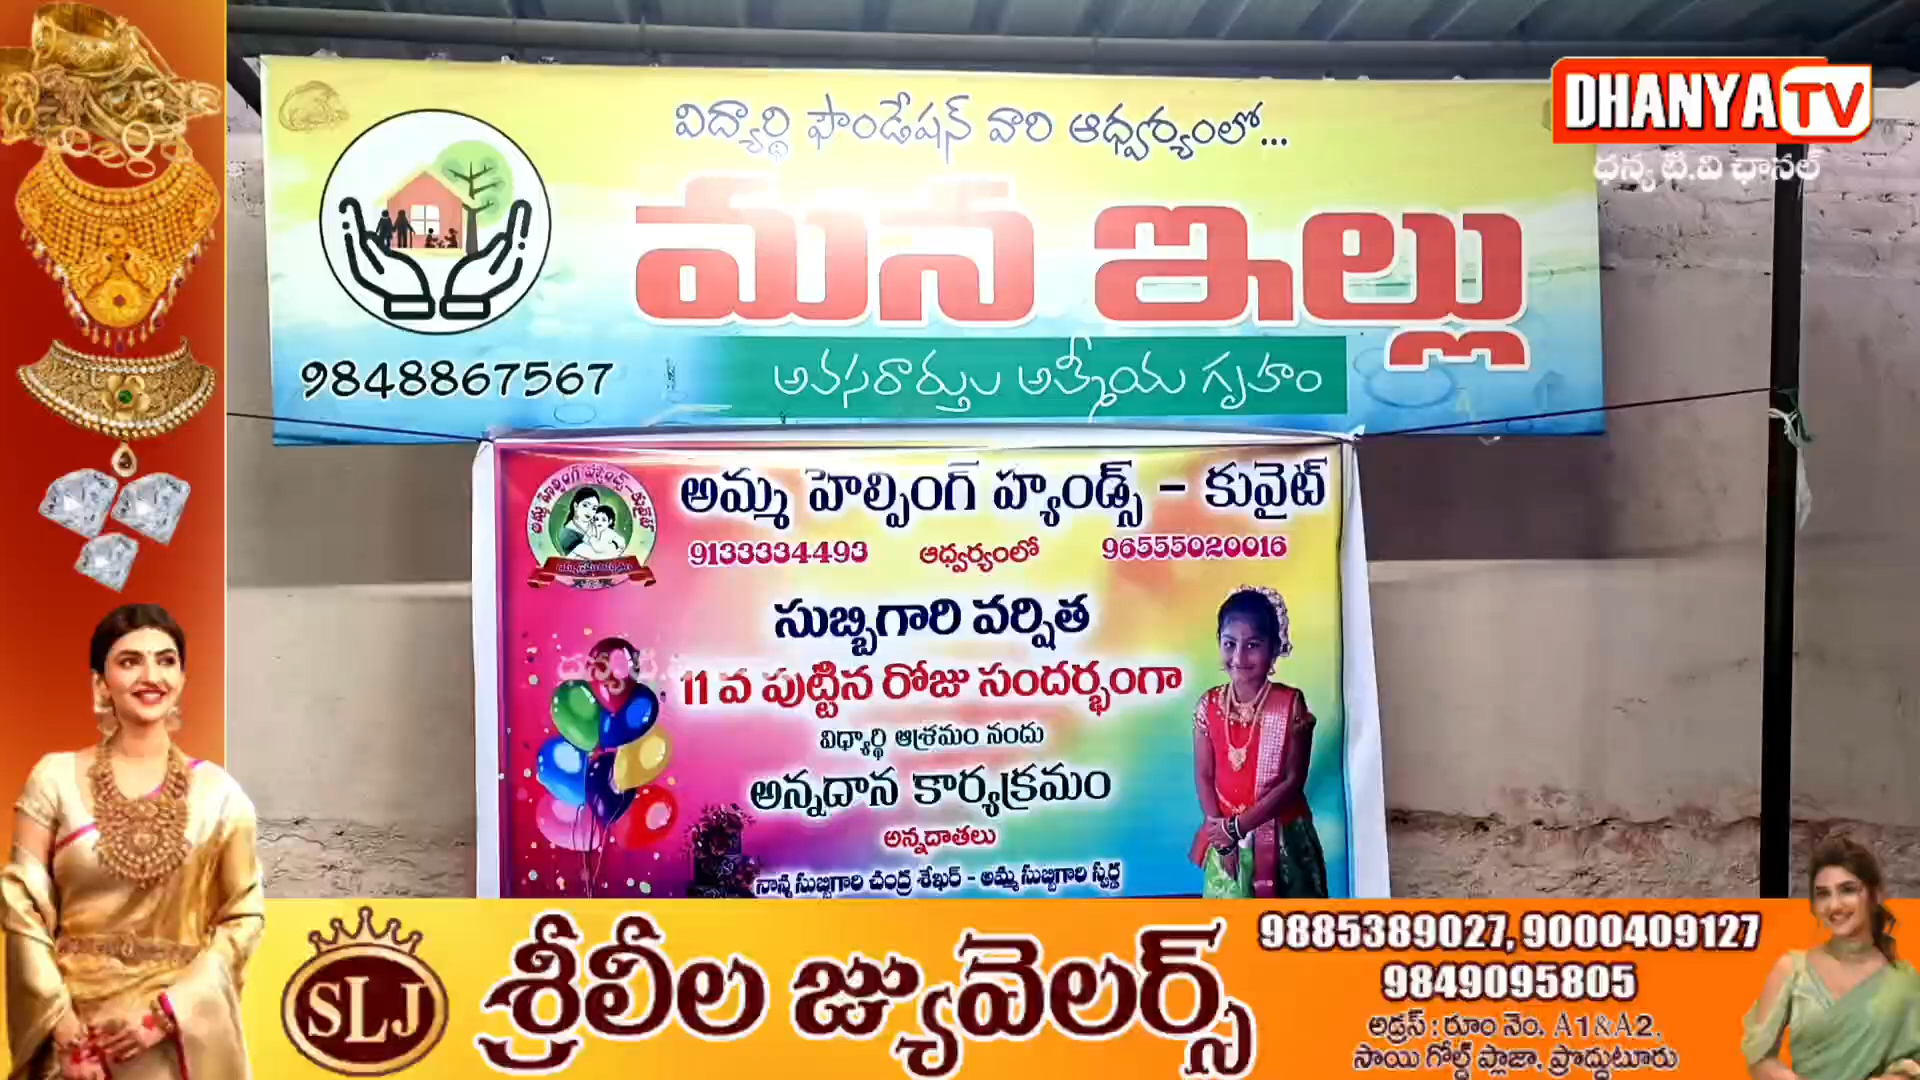 DHANYA TV
ధన్య టి.వి ఛానల్
విద్యార్థి ఫౌండేషన్ వారి ఆధ్వర్యంలో...
మన ఇల్లు
9848867567
అవసరార్తుల ఆత్మీయ గృహం
అమ్మ హెల్పింగ్ హ్యండ్స్ - కువైట్
9133334493 ఆధ్వర్యంలో 96555020016
సుబ్బిగారి వర్షిత
11 వ పుట్టిన రోజు సందర్భంగా
విధ్యార్థి ఆశ్రమం నందు
అన్నదాన కార్యక్రమం
అన్నదాతలు
నాన్న సుబ్బిగారి చంద్ర శేఖర్ - అమ్మ సుబ్బిగారి స్వర్ణ
SLJ
శ్రీలీల జ్యువెలర్స్
9885389027, 9000409127
9849095805
అడ్రస్ : రూం నెం. A1&A2,
సాయి గోల్డ్ ప్లాజా, ప్రొద్దుటూరు